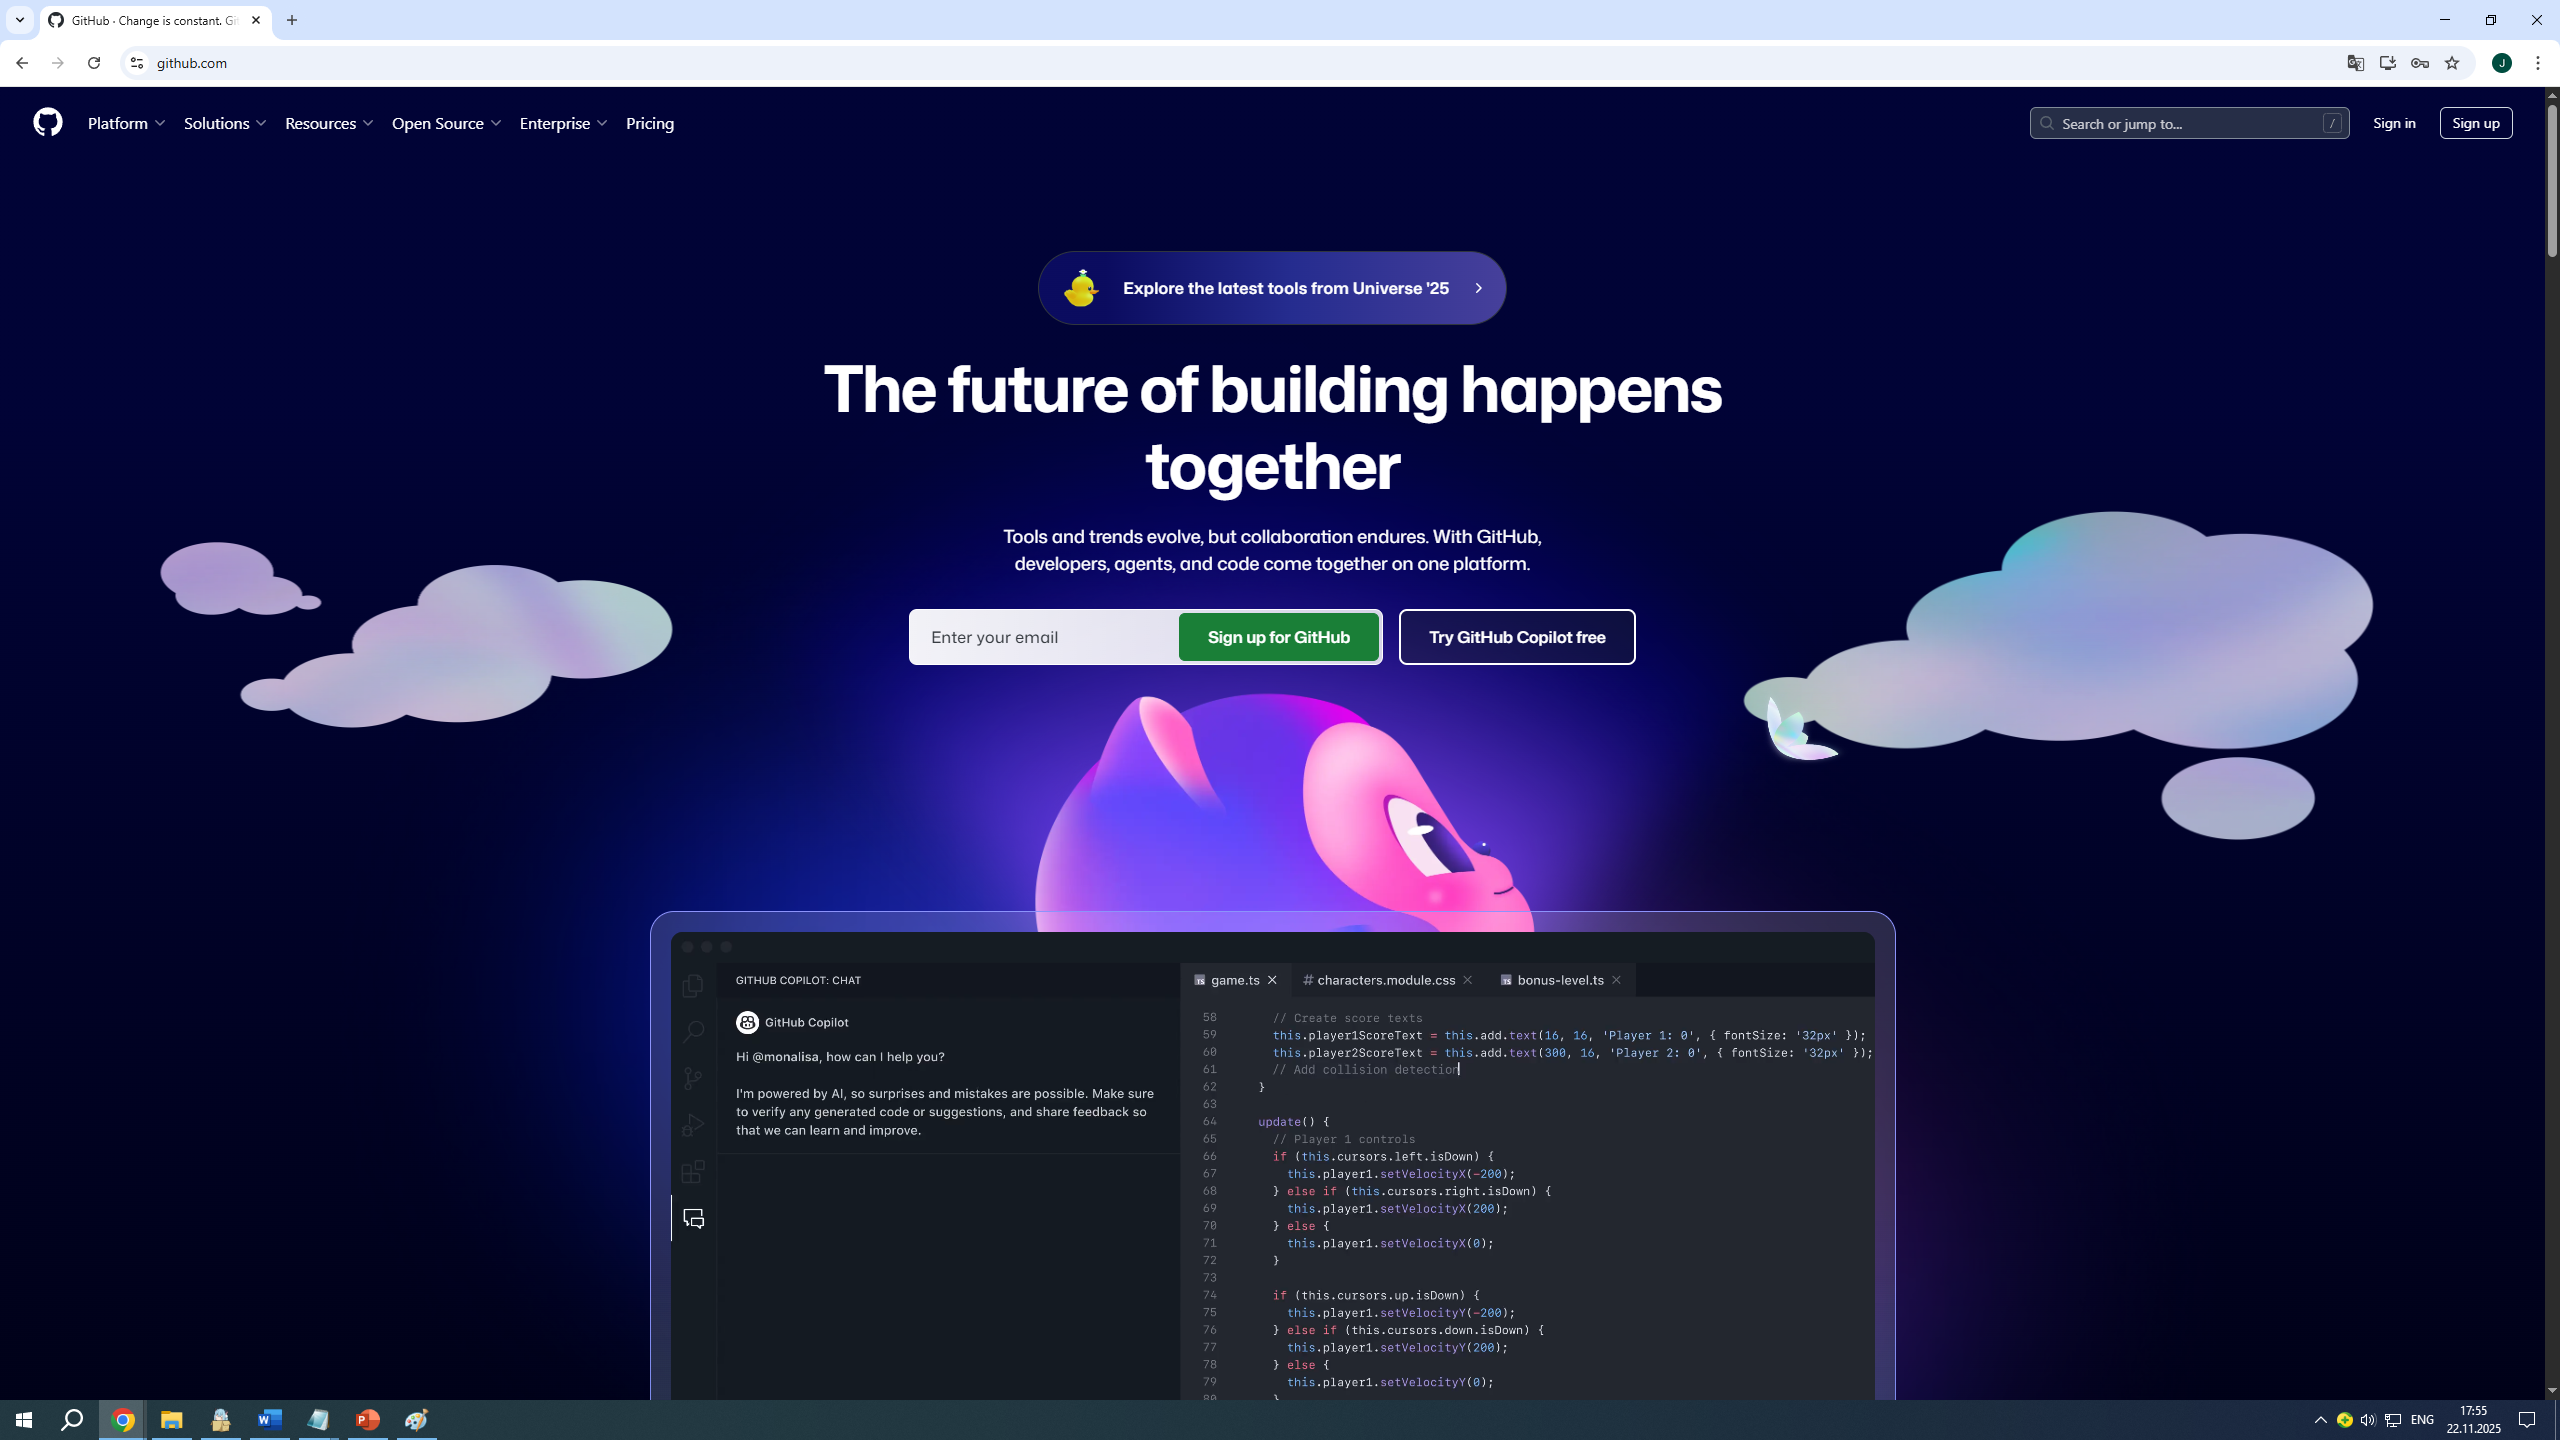 GitHub · Change is constant. Gi
github.com
Platform Solutions Resources Open Source Enterprise Pricing
Search or jump to... /
Sign in
Sign up
J
Explore the latest tools from Universe '25
The future of building happens
together
Tools and trends evolve, but collaboration endures. With GitHub,
developers, agents, and code come together on one platform.
Enter your email
Sign up for GitHub
Try GitHub Copilot free
GITHUB COPILOT: CHAT
GitHub Copilot
Hi @monalisa, how can I help you?
I'm powered by AI, so surprises and mistakes are possible. Make sure
to verify any generated code or suggestions, and share feedback so
that we can learn and improve.
TS game.ts
# characters.module.css
TS bonus-level.ts
58 // Create score texts
59 this.player1ScoreText = this.add.text(16, 16, 'Player 1: 0', { fontSize: '32px' });
60 this.player2ScoreText = this.add.text(300, 16, 'Player 2: 0', { fontSize: '32px' });
61 // Add collision detection
62 }
63
64 update() {
65 // Player 1 controls
66 if (this.cursors.left.isDown) {
67 this.player1.setVelocityX(-200);
68 } else if (this.cursors.right.isDown) {
69 this.player1.setVelocityX(200);
70 } else {
71 this.player1.setVelocityX(0);
72 }
73
74 if (this.cursors.up.isDown) {
75 this.player1.setVelocityY(-200);
76 } else if (this.cursors.down.isDown) {
77 this.player1.setVelocityY(200);
78 } else {
79 this.player1.setVelocityY(0);
80 }
ENG
17:55
22.11.2025